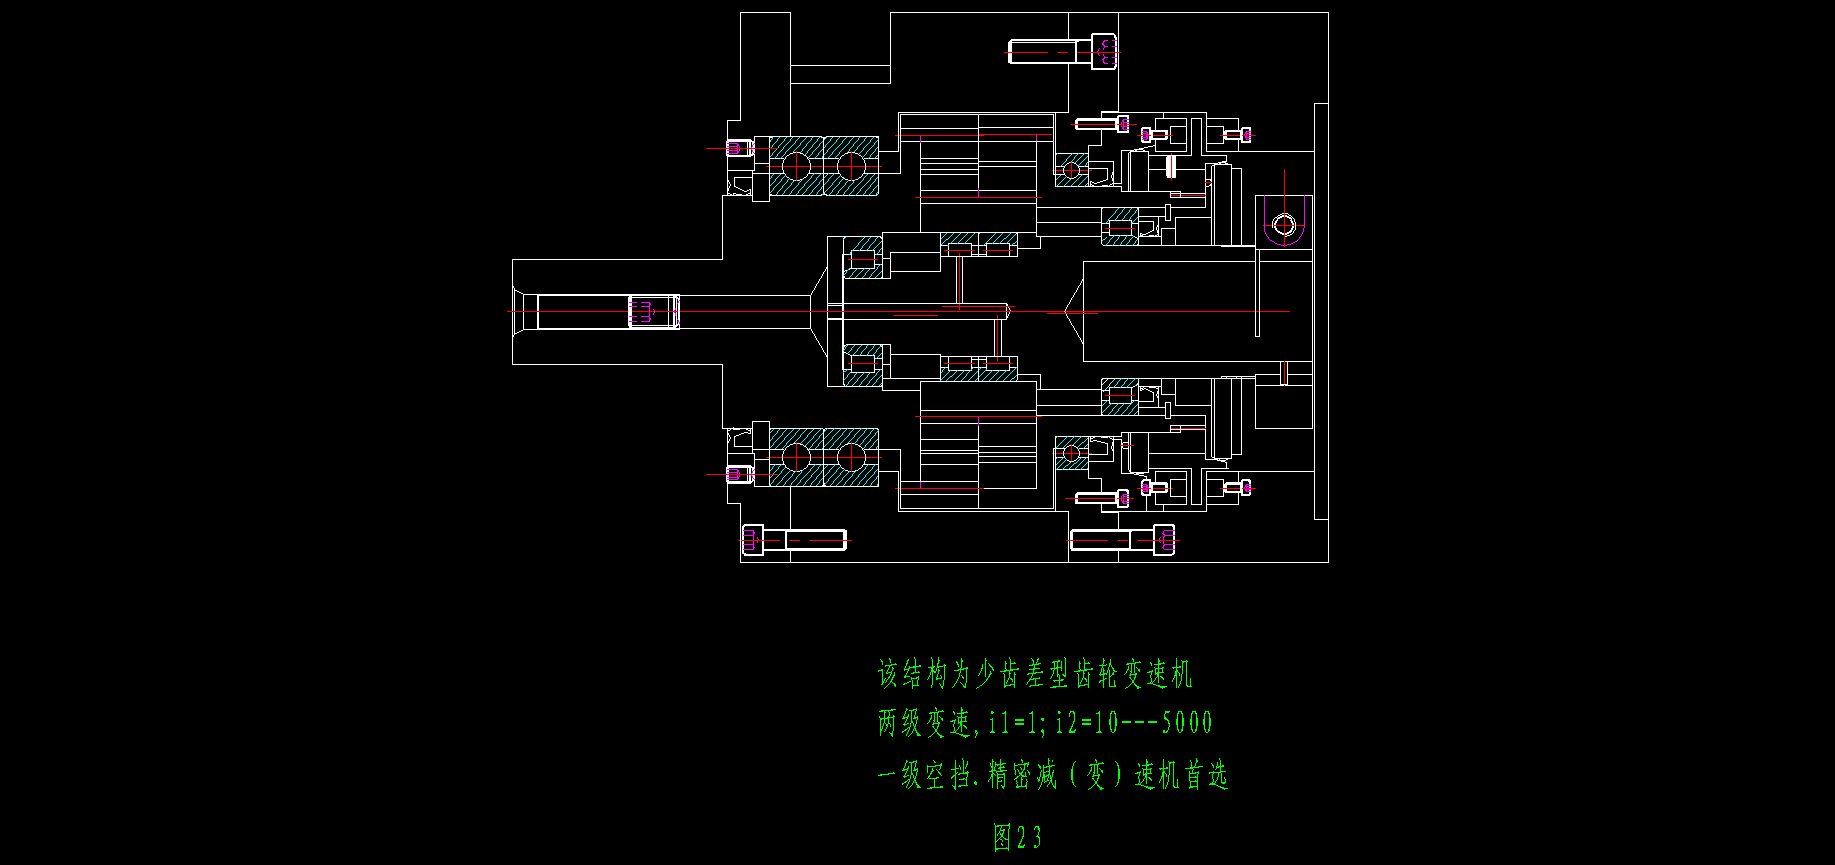 该结构为少齿差型齿轮变速机
两级变速,i1=1;i2=10---5000
一级空挡.精密减(变)速机首选
图23